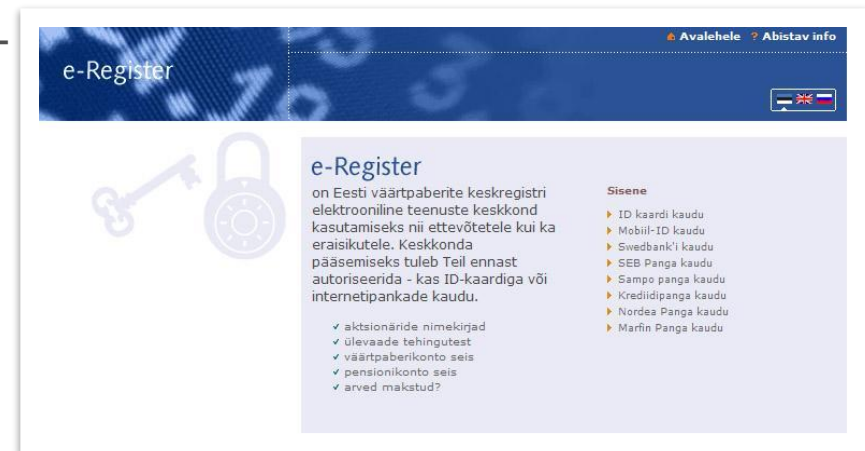 Avalehele ? Abistav info
e-Register
e-Register
on Eesti väärtpaberite keskregistri
elektrooniline teenuste keskkond
kasutamiseks nii ettevõtetele kui ka
eraisikutele. Keskkonda
pääsemiseks tuleb Teil ennast
autoriseerida - kas ID-kaardiga või
internetipankade kaudu.
✓ aktsionäride nimekirjad
✓ ülevaade tehingutest
✓ väärtpaberikonto seis
✓ pensionikonto seis
✓ arved makstud?
Sisene
ID kaardi kaudu
Mobiil-ID kaudu
Swedbank'i kaudu
SEB Panga kaudu
Sampo panga kaudu
Krediidipanga kaudu
Nordea Panga kaudu
Marfin Panga kaudu